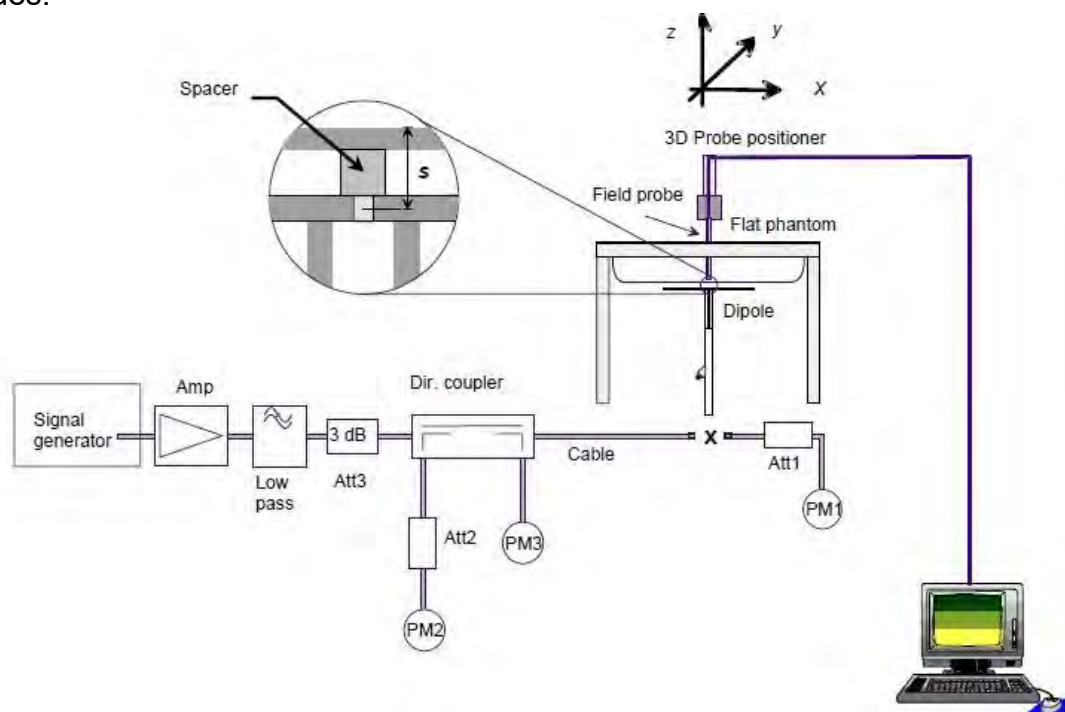 z
y
X
Spacer
s
3D Probe positioner
Field probe
Flat phantom
Dipole
Signal
generator
Amp
Low
pass
3 dB
Att3
Dir. coupler
Cable
X
Att1
PM1
Att2
PM3
PM2